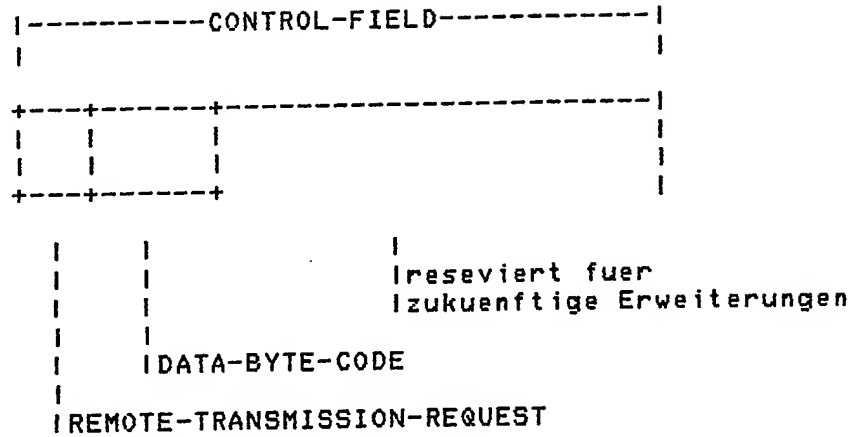 CONTROL-FIELD
reseviert fuer
zukuenftige Erweiterungen
DATA-BYTE-CODE
REMOTE-TRANSMISSION-REQUEST